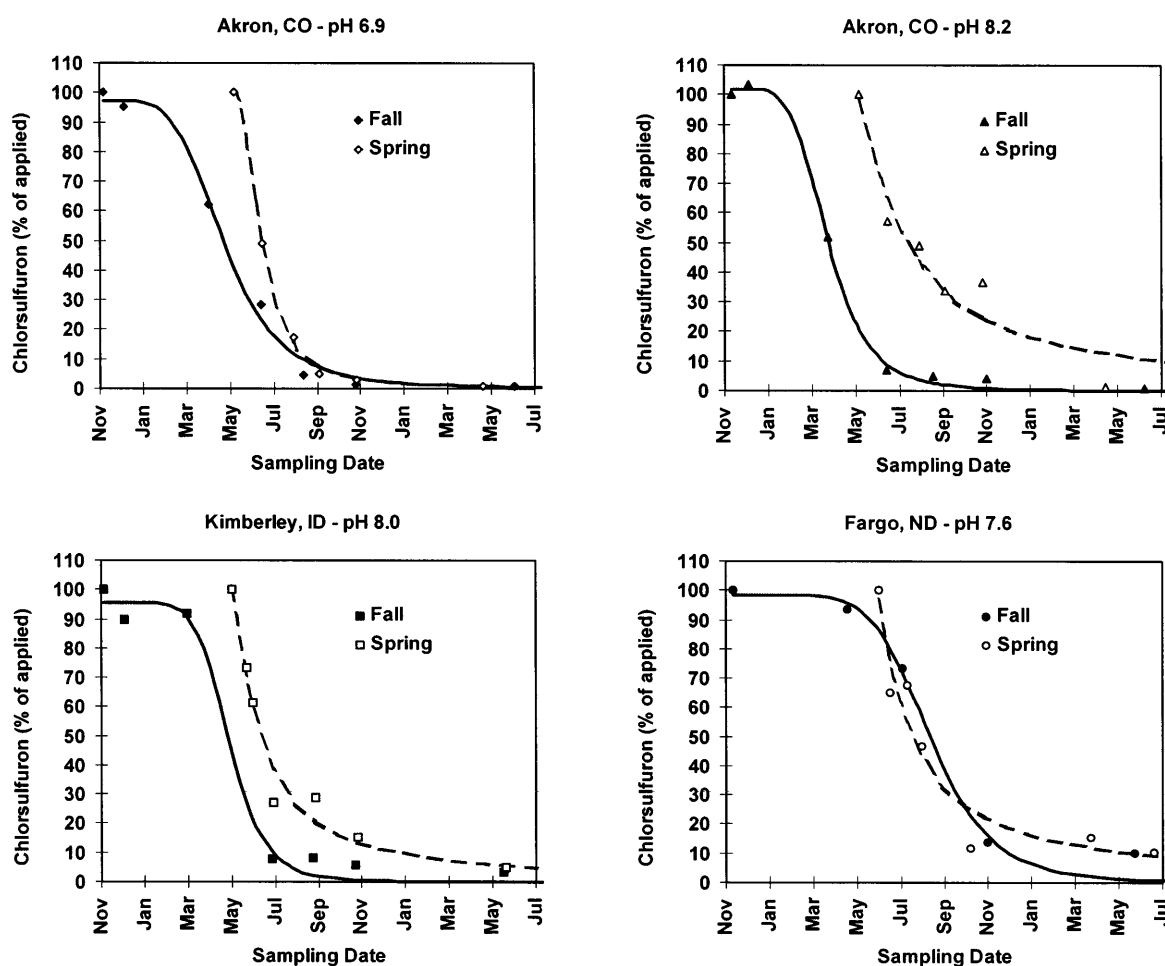 Akron, CO - pH 6.9
Chlorsulfuron (% of applied)
110
100
90
80
70
60
50
40
30
20
10
0
Fall
Spring
Nov
Jan
Mar
May
Jul
Sep
Nov
Jan
Mar
May
Jul
Sampling Date
Akron, CO - pH 8.2
Chlorsulfuron (% of applied)
110
100
90
80
70
60
50
40
30
20
10
0
Fall
Spring
Nov
Jan
Mar
May
Jul
Sep
Nov
Jan
Mar
May
Jul
Sampling Date
Kimberley, ID - pH 8.0
Chlorsulfuron (% of applied)
110
100
90
80
70
60
50
40
30
20
10
0
Fall
Spring
Nov
Jan
Mar
May
Jul
Sep
Nov
Jan
Mar
May
Jul
Sampling Date
Fargo, ND - pH 7.6
Chlorsulfuron (% of applied)
110
100
90
80
70
60
50
40
30
20
10
0
Fall
Spring
Nov
Jan
Mar
May
Jul
Sep
Nov
Jan
Mar
May
Jul
Sampling Date